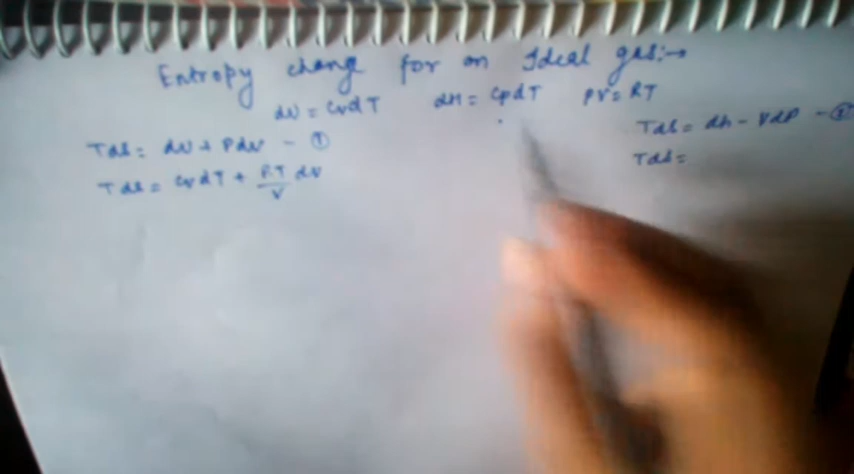 Entropy change for an Ideal gas:→
du = CvdT dH = CpdT PV = RT
Tds = du + Pdv - ①
Tds = CvdT + RT/V dv
Tds = dh - VdP - ②
Tds =